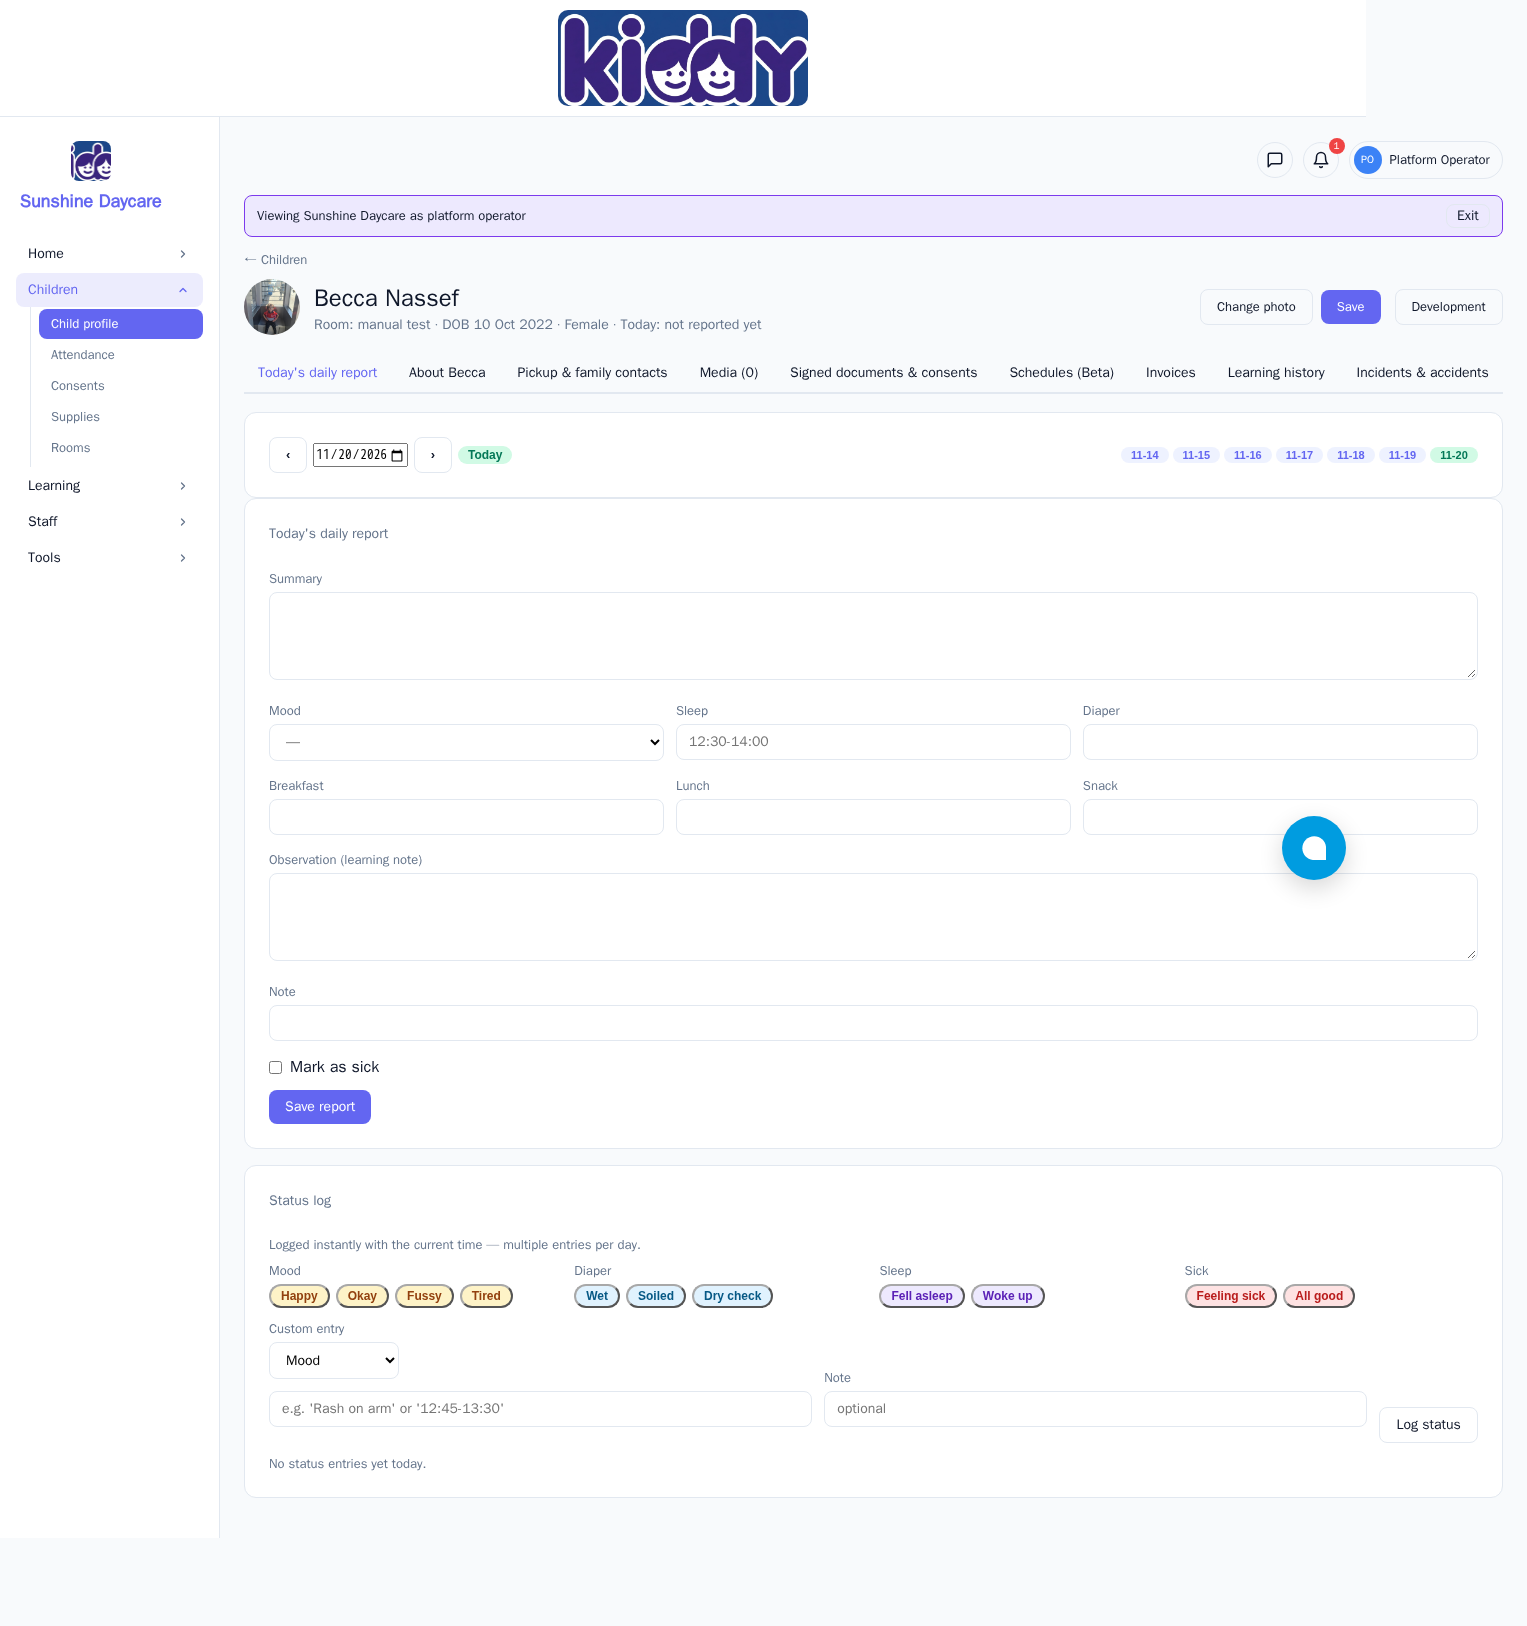 kiddy
Sunshine Daycare
1
PO Platform Operator
Viewing Sunshine Daycare as platform operator Exit
← Children
Becca Nassef
Room: manual test · DOB 10 Oct 2022 · Female · Today: not reported yet
Change photo Save Development
Home
Children
Child profile
Attendance
Consents
Supplies
Rooms
Learning
Staff
Tools
Today's daily report About Becca Pickup & family contacts Media (0) Signed documents & consents Schedules (Beta) Invoices Learning history Incidents & accidents
‹ 11/20/2026 › Today 11-14 11-15 11-16 11-17 11-18 11-19 11-20
Today's daily report
Summary
Mood Sleep Diaper
— 12:30-14:00
Breakfast Lunch Snack
Observation (learning note)
Note
Mark as sick
Save report
Status log
Logged instantly with the current time — multiple entries per day.
Mood Diaper Sleep Sick
Happy Okay Fussy Tired Wet Soiled Dry check Fell asleep Woke up Feeling sick All good
Custom entry
Mood
Note
e.g. 'Rash on arm' or '12:45-13:30' optional
Log status
No status entries yet today.